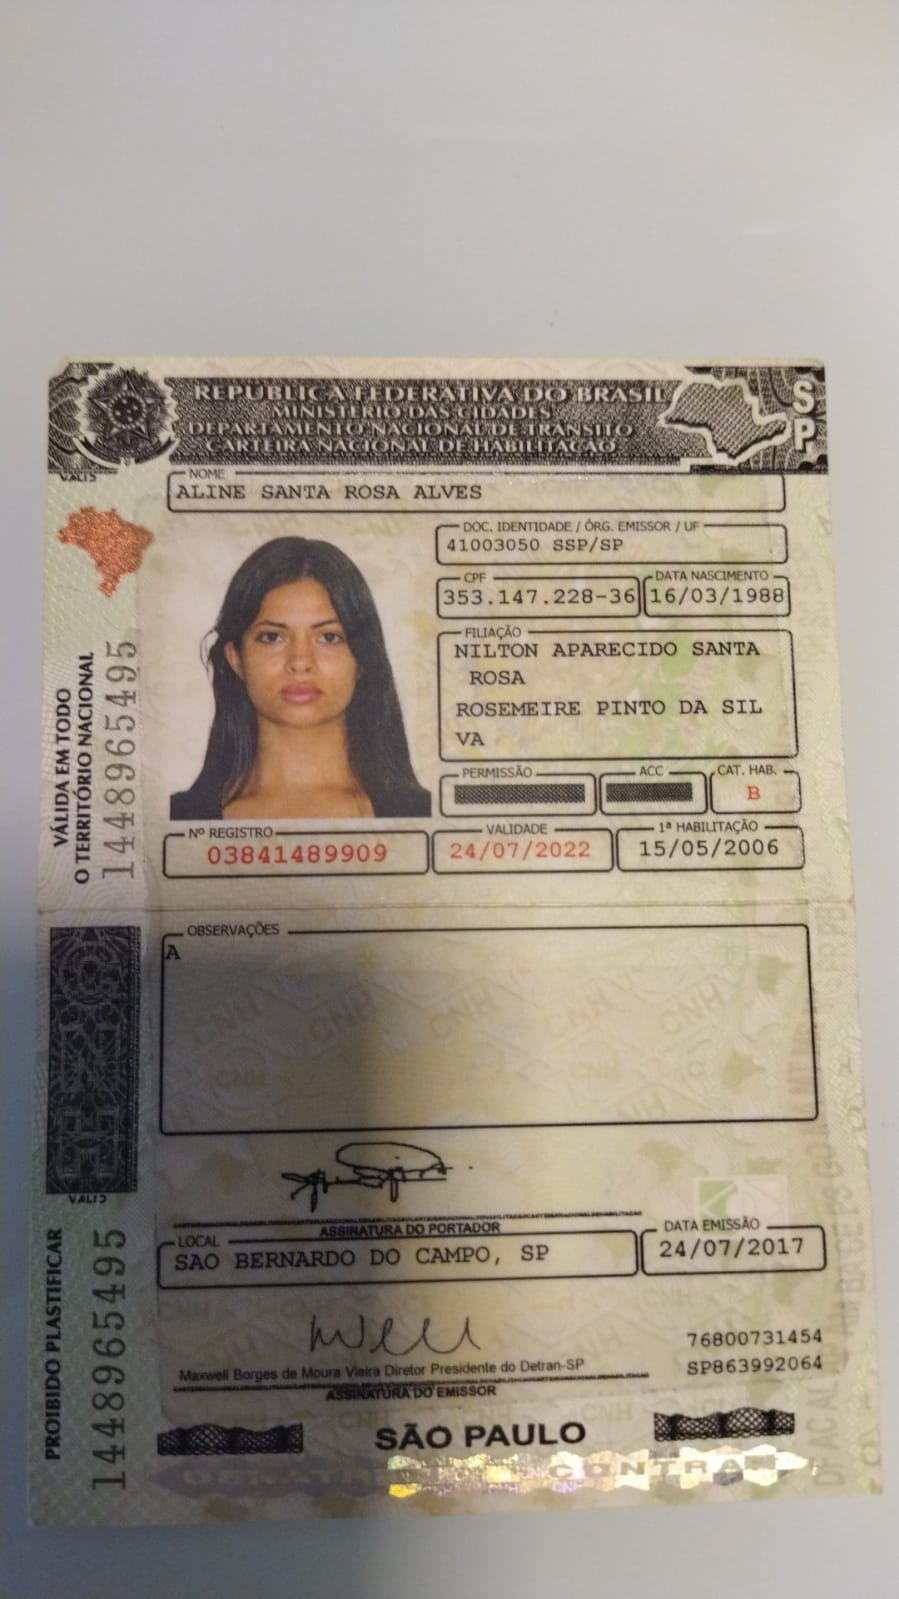 REPÚBLICA FEDERATIVA DO BRASIL
MINISTÉRIO DAS CIDADES
DEPARTAMENTO NACIONAL DE TRÂNSITO
CARTEIRA NACIONAL DE HABILITAÇÃO
SP
NOME
ALINE SANTA ROSA ALVES
DOC. IDENTIDADE / ÓRG. EMISSOR / UF
41003050 SSP/SP
CPF
353.147.228-36
DATA NASCIMENTO
16/03/1988
FILIAÇÃO
NILTON APARECIDO SANTA
ROSA
ROSEMEIRE PINTO DA SIL
VA
PERMISSÃO
ACC
CAT. HAB.
B
Nº REGISTRO
03841489909
VALIDADE
24/07/2022
1ª HABILITAÇÃO
15/05/2006
VÁLIDA EM TODO
O TERRITÓRIO NACIONAL
1448965495
OBSERVAÇÕES
A
ASSINATURA DO PORTADOR
LOCAL
SAO BERNARDO DO CAMPO, SP
DATA EMISSÃO
24/07/2017
76800731454
SP863992064
Maxwell Borges de Moura Vieira Diretor Presidente do Detran-SP
ASSINATURA DO EMISSOR
PROIBIDO PLASTIFICAR
1448965495
SÃO PAULO
DENATRAN CONTRAN